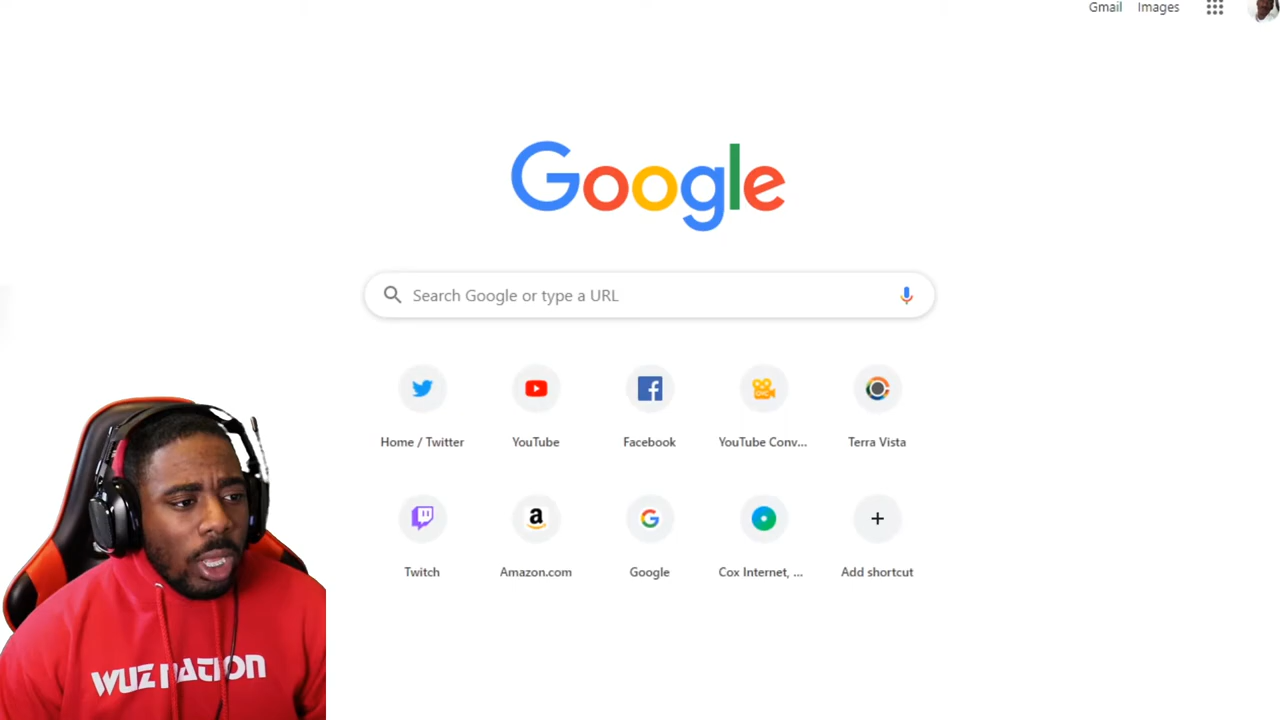 Gmail Images
Google
Search Google or type a URL
Home / Twitter YouTube Facebook YouTube Conv... Terra Vista
Twitch Amazon.com Google Cox Internet, ... Add shortcut
WUZ NATION